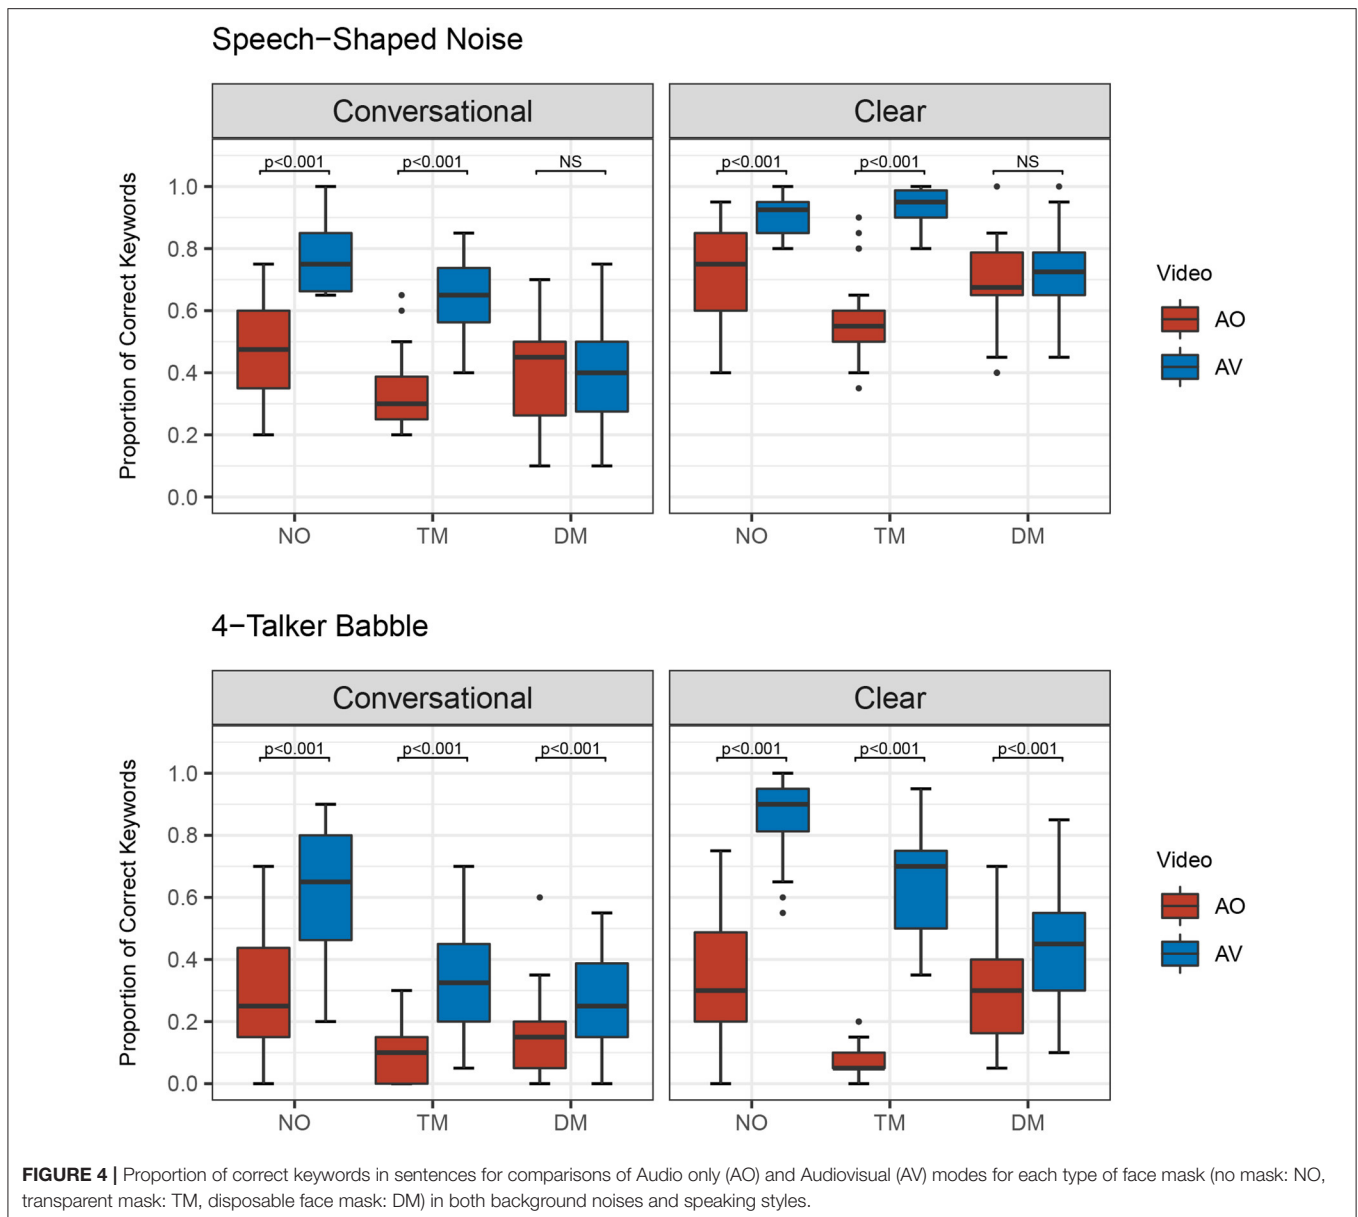 Speech-Shaped Noise
Conversational
Clear
p<0.001
p<0.001
NS
p<0.001
p<0.001
NS
Proportion of Correct Keywords
1.0
0.8
0.6
0.4
0.2
0.0
NO
TM
DM
NO
TM
DM
Video
AO
AV
4-Talker Babble
Conversational
Clear
p<0.001
p<0.001
p<0.001
p<0.001
p<0.001
p<0.001
Proportion of Correct Keywords
1.0
0.8
0.6
0.4
0.2
0.0
NO
TM
DM
NO
TM
DM
Video
AO
AV
FIGURE 4 | Proportion of correct keywords in sentences for comparisons of Audio only (AO) and Audiovisual (AV) modes for each type of face mask (no mask: NO,
transparent mask: TM, disposable face mask: DM) in both background noises and speaking styles.